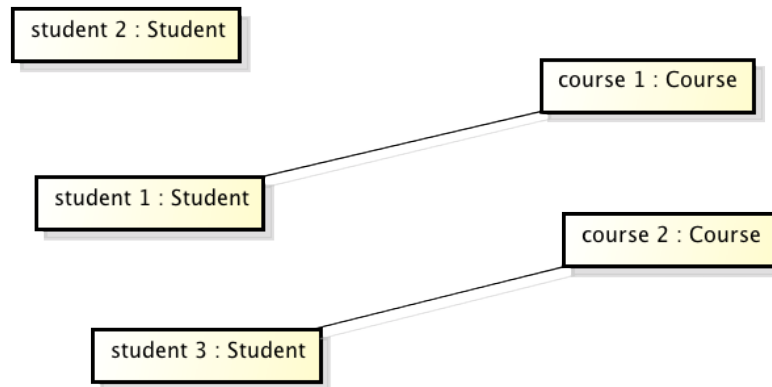 student 2 : Student
course 1 : Course
student 1 : Student
course 2 : Course
student 3 : Student